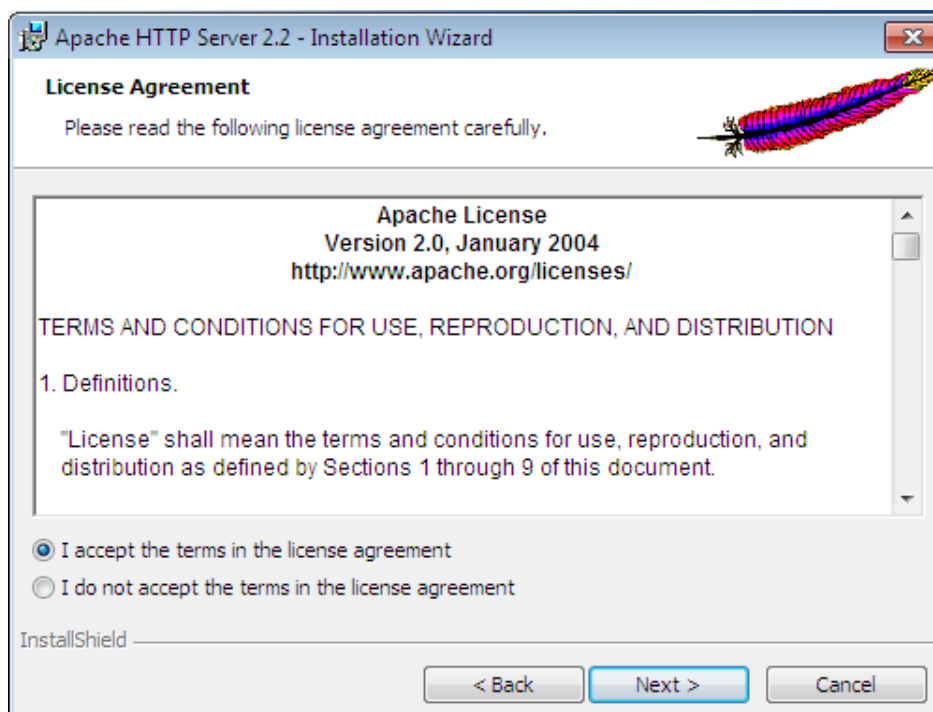 Apache HTTP Server 2.2 - Installation Wizard
License Agreement
Please read the following license agreement carefully.
Apache License
Version 2.0, January 2004
http://www.apache.org/licenses/
TERMS AND CONDITIONS FOR USE, REPRODUCTION, AND DISTRIBUTION
1. Definitions.
"License" shall mean the terms and conditions for use, reproduction, and
distribution as defined by Sections 1 through 9 of this document.
I accept the terms in the license agreement
I do not accept the terms in the license agreement
InstallShield
< Back Next > Cancel